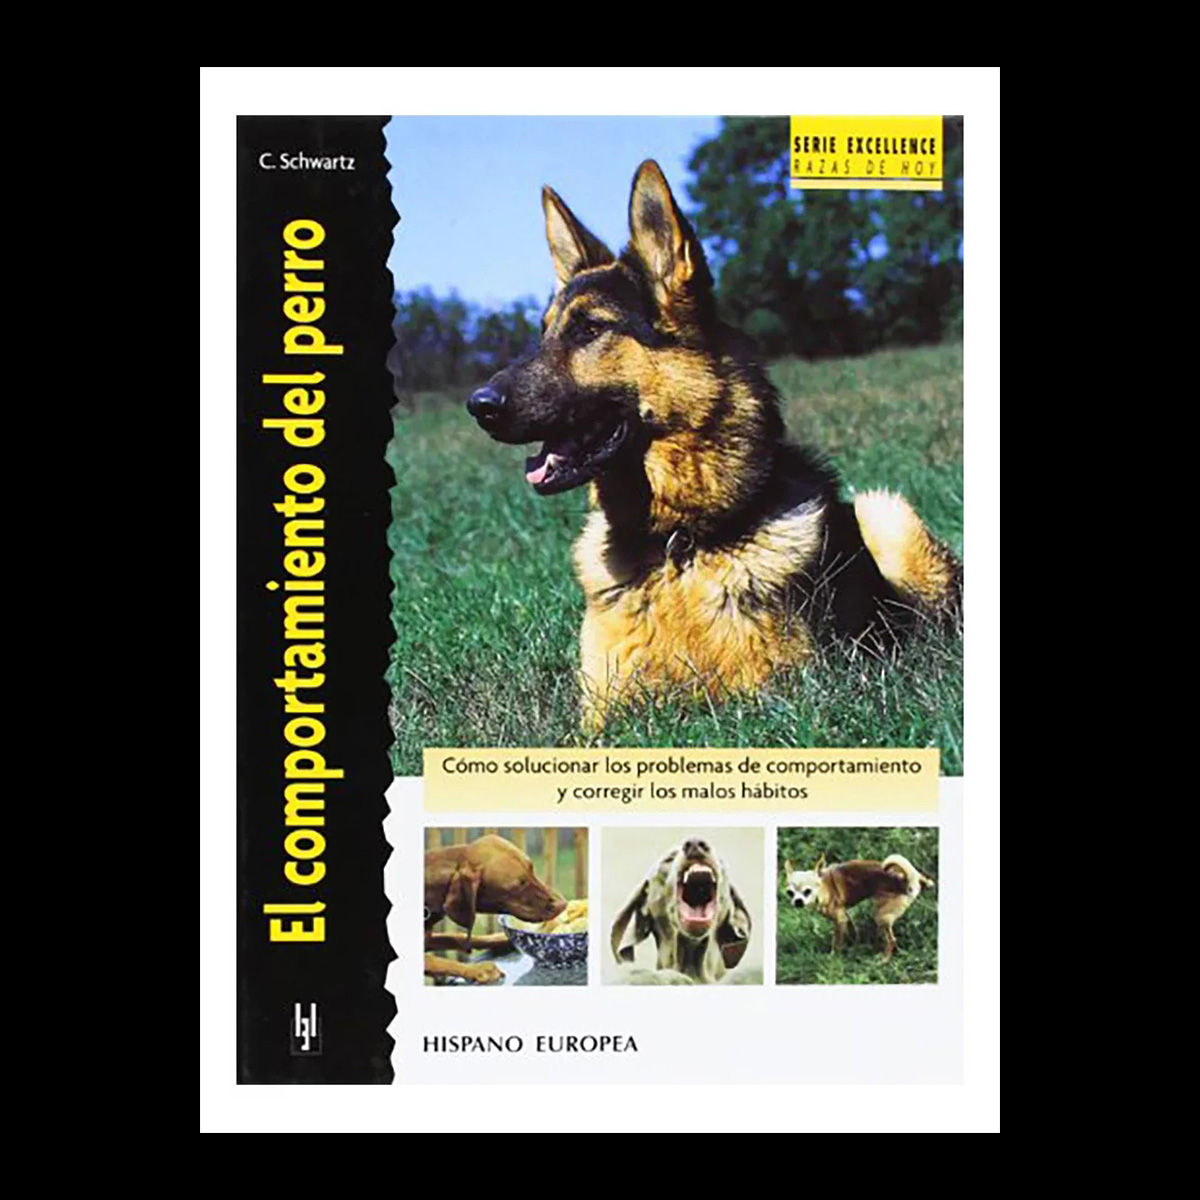 C. Schwartz
El comportamiento del perro
SERIE EXCELLENCE
RAZAS DE HOY
Cómo solucionar los problemas de comportamiento
y corregir los malos hábitos
HISPANO EUROPEA